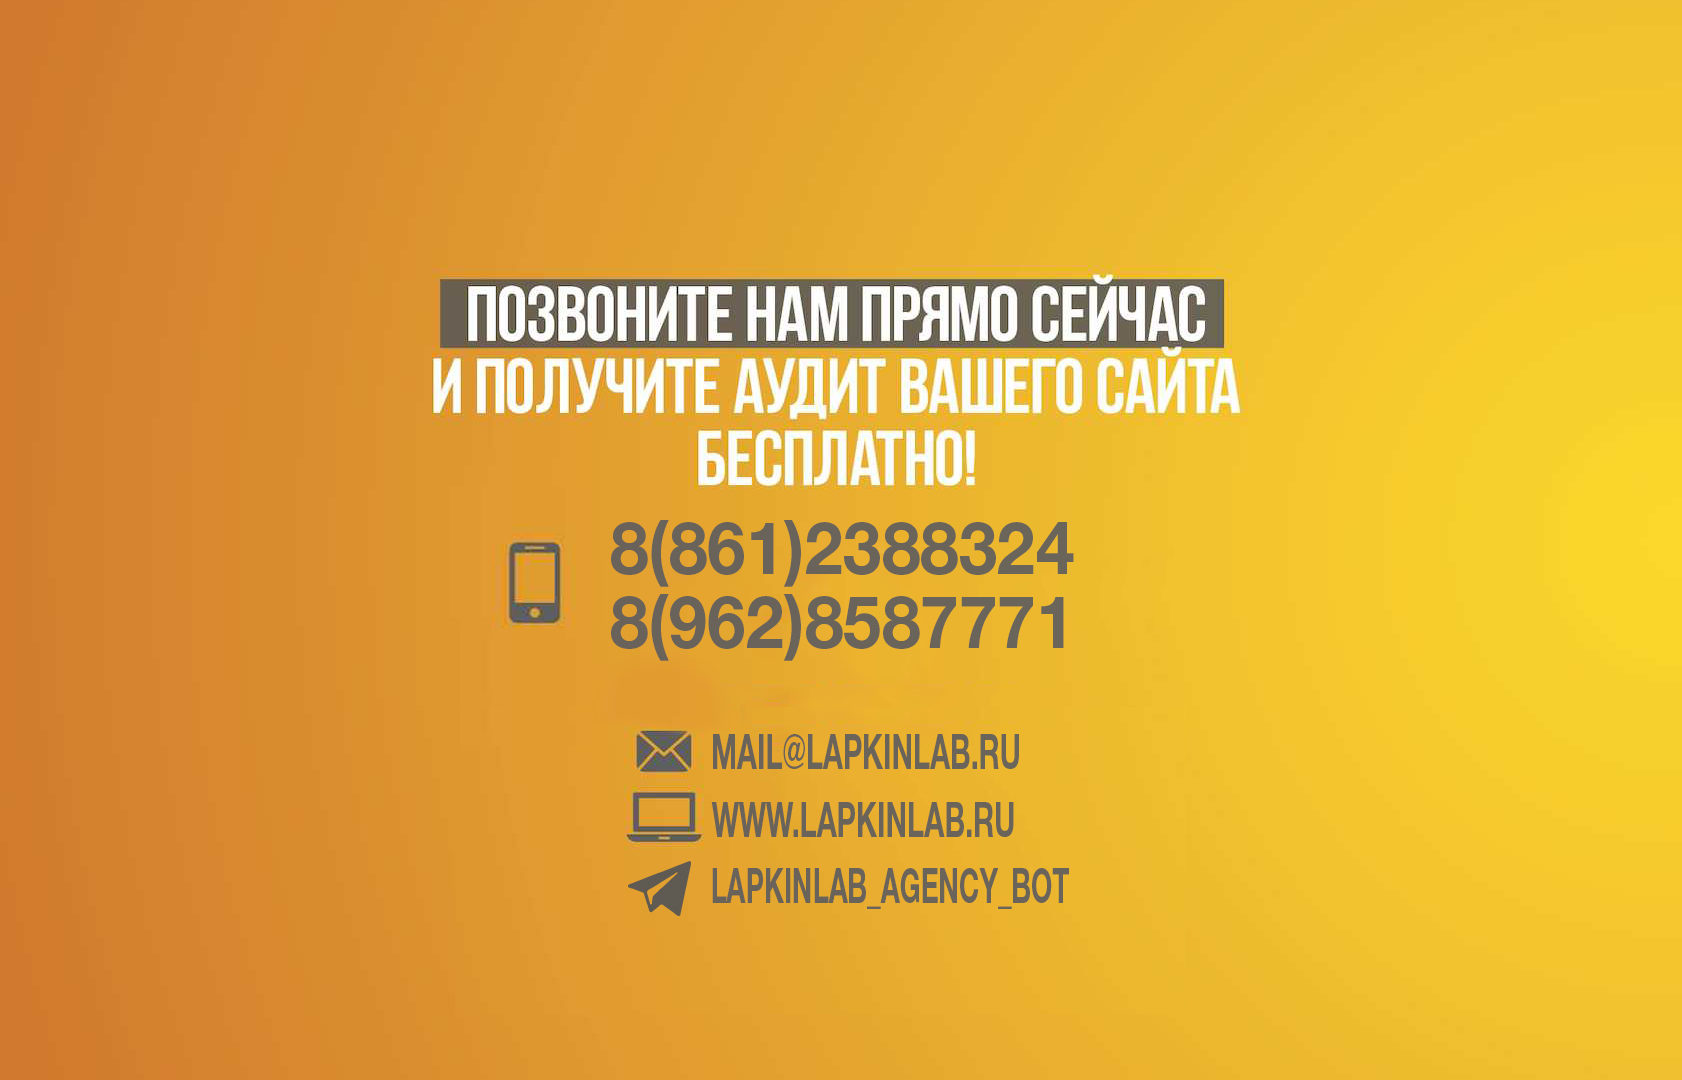 ПОЗВОНИТЕ НАМ ПРЯМО СЕЙЧАС
И ПОЛУЧИТЕ АУДИТ ВАШЕГО САЙТА
БЕСПЛАТНО!
8(861)2388324
8(962)8587771
MAIL@LAPKINLAB.RU
WWW.LAPKINLAB.RU
LAPKINLAB_AGENCY_BOT